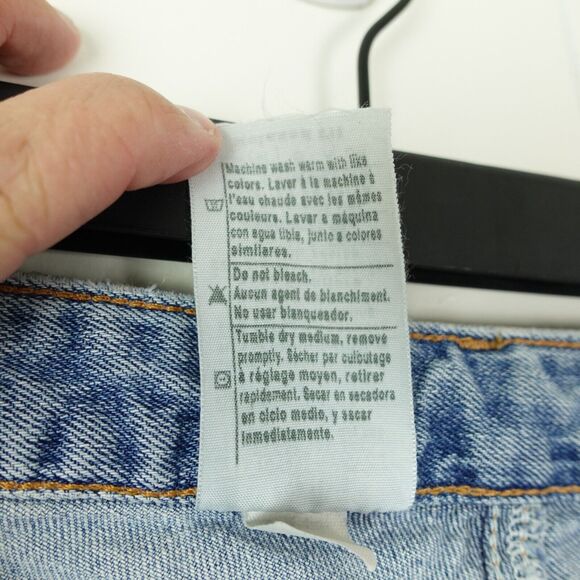 Machine wash warm with like
colors. Laver à la machine à
l'eau chaude avec les mêmes
couleurs. Lavar a máquina
con agua tibia, junto a colores
similares.
Do not bleach.
Aucun agent de blanchiment.
No usar blanqueador.
Tumble dry medium, remove
promptly. Sécher par culbutage
à réglage moyen, retirer
rapidement. Secar en secadora
en ciclo medio, y sacar
inmediatamente.